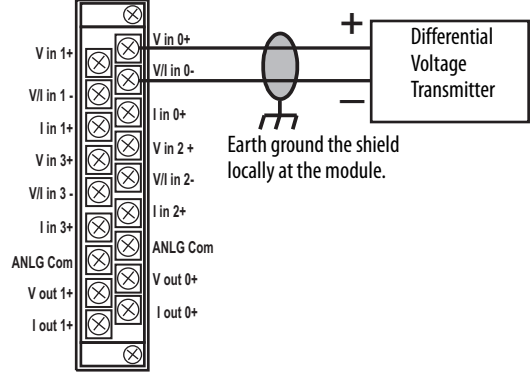 V in 0+
V in 1+
V/I in 0-
V/I in 1 -
I in 0+
I in 1+
V in 2 +
V in 3+
V/I in 2-
V/I in 3 -
I in 2+
I in 3+
ANLG Com
ANLG Com
V out 0+
V out 1+
I out 0+
I out 1+
+
−
Differential
Voltage
Transmitter
Earth ground the shield
locally at the module.